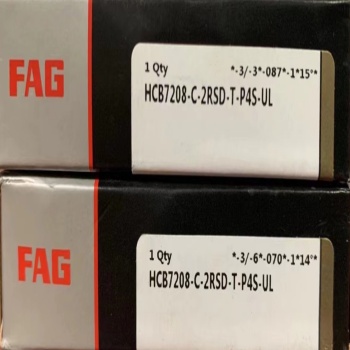 FAG
1 Qty *-3/-3*-087*-1*15°*
HCB7208-C-2RSD-T-P4S-UL
FAG
1 Qty *-3/-6*-070*-1*14°*
HCB7208-C-2RSD-T-P4S-UL